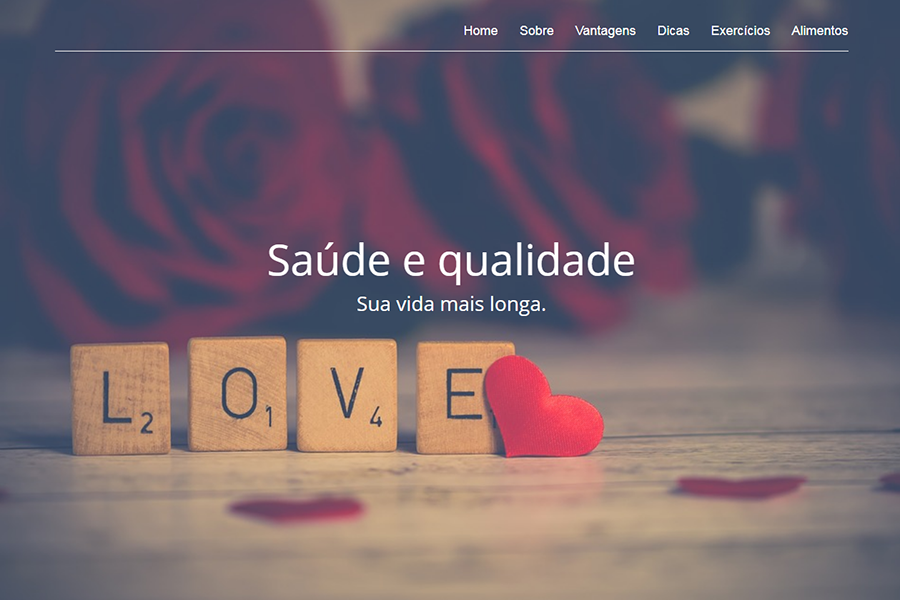 Home Sobre Vantagens Dicas Exercícios Alimentos
Saúde e qualidade
Sua vida mais longa.
L2 O1 V4 E